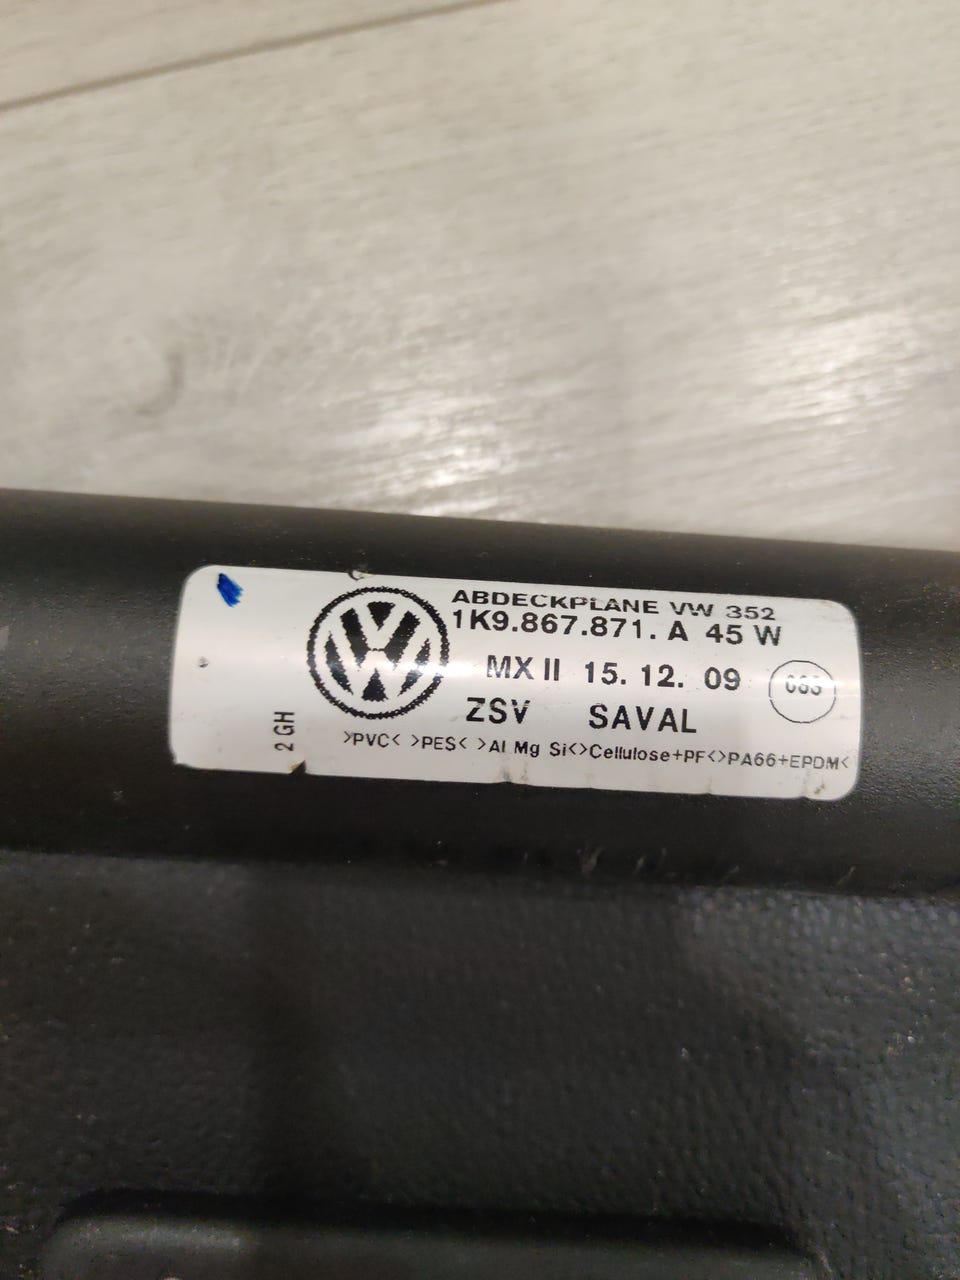 ABDECKPLANE VW 352
1K9.867.871. A 45 W
MX II 15. 12. 09
ZSV SAVAL
>PVC< >PES< >Al Mg Si<>Cellulose+PF<>PA66+EPDM<
2 GH